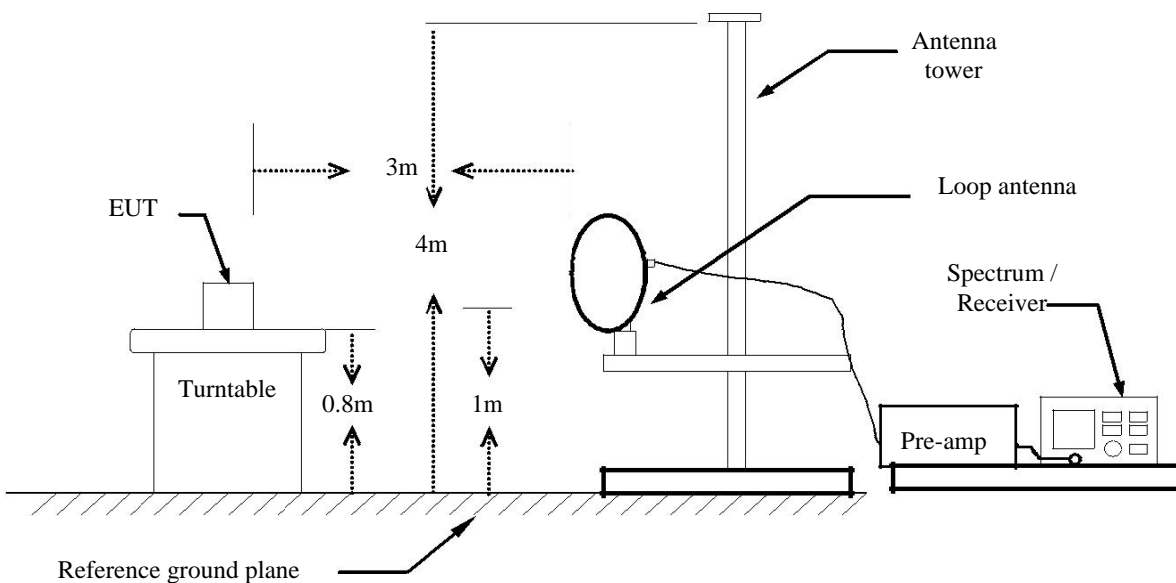 Antenna
tower
3m
Loop antenna
EUT
4m
Spectrum /
Receiver
Turntable
0.8m
1m
Pre-amp
Reference ground plane